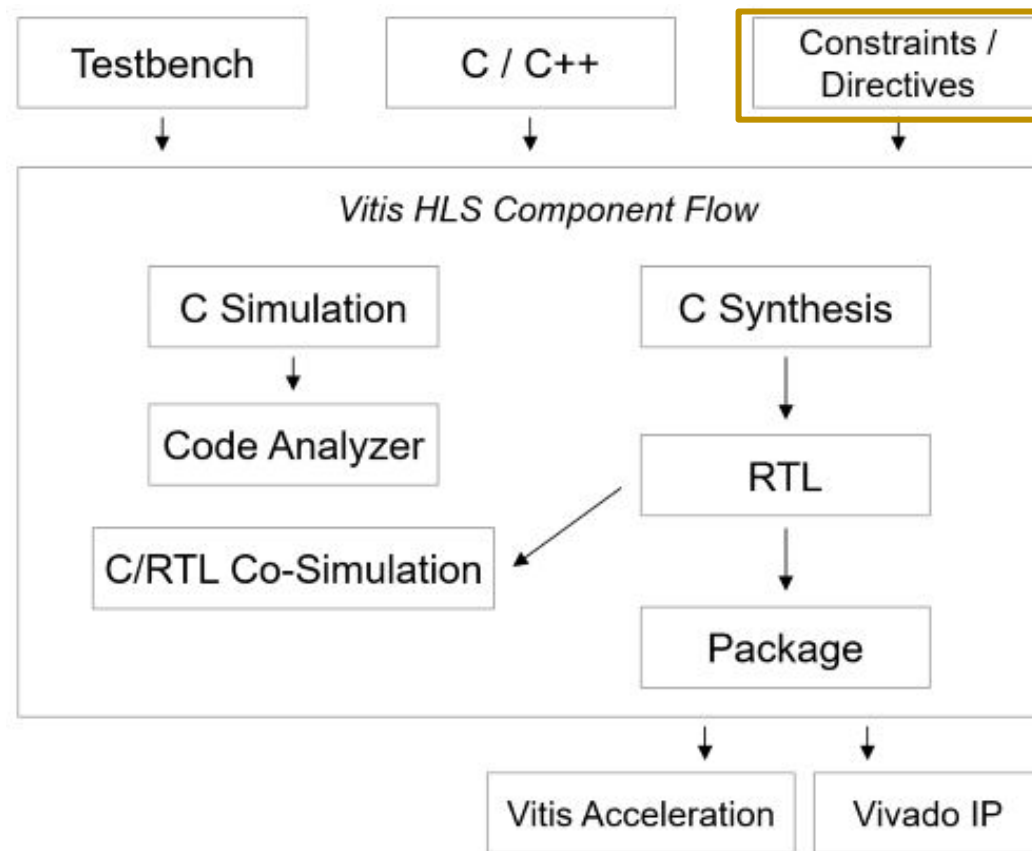 Testbench
C / C++
Constraints /
Directives
Vitis HLS Component Flow
C Simulation
C Synthesis
Code Analyzer
RTL
C/RTL Co-Simulation
Package
Vitis Acceleration
Vivado IP